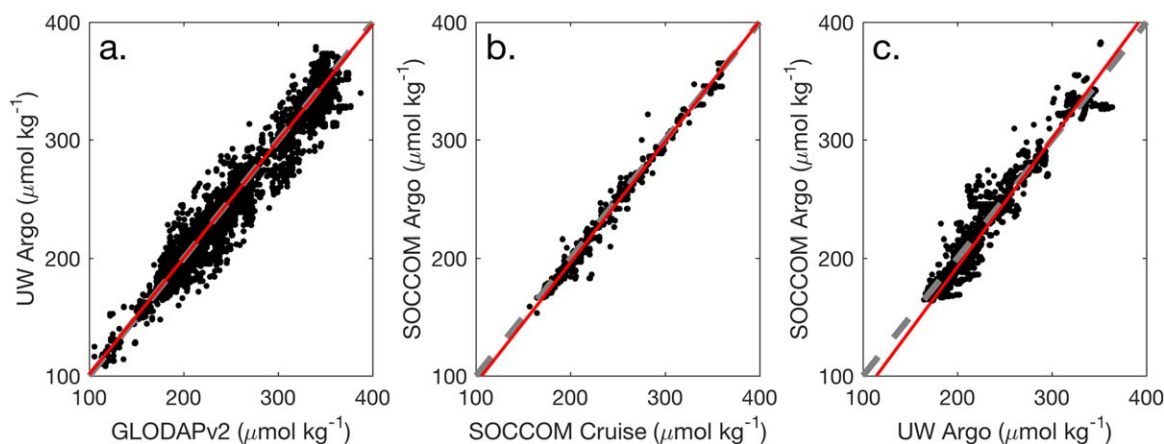 a.
400
300
200
100
UW Argo (μmol kg⁻¹)
100 200 300 400
GLODAPv2 (μmol kg⁻¹)
b.
400
300
200
100
SOCCOM Argo (μmol kg⁻¹)
100 200 300 400
SOCCOM Cruise (μmol kg⁻¹)
c.
400
300
200
100
SOCCOM Argo (μmol kg⁻¹)
100 200 300 400
UW Argo (μmol kg⁻¹)